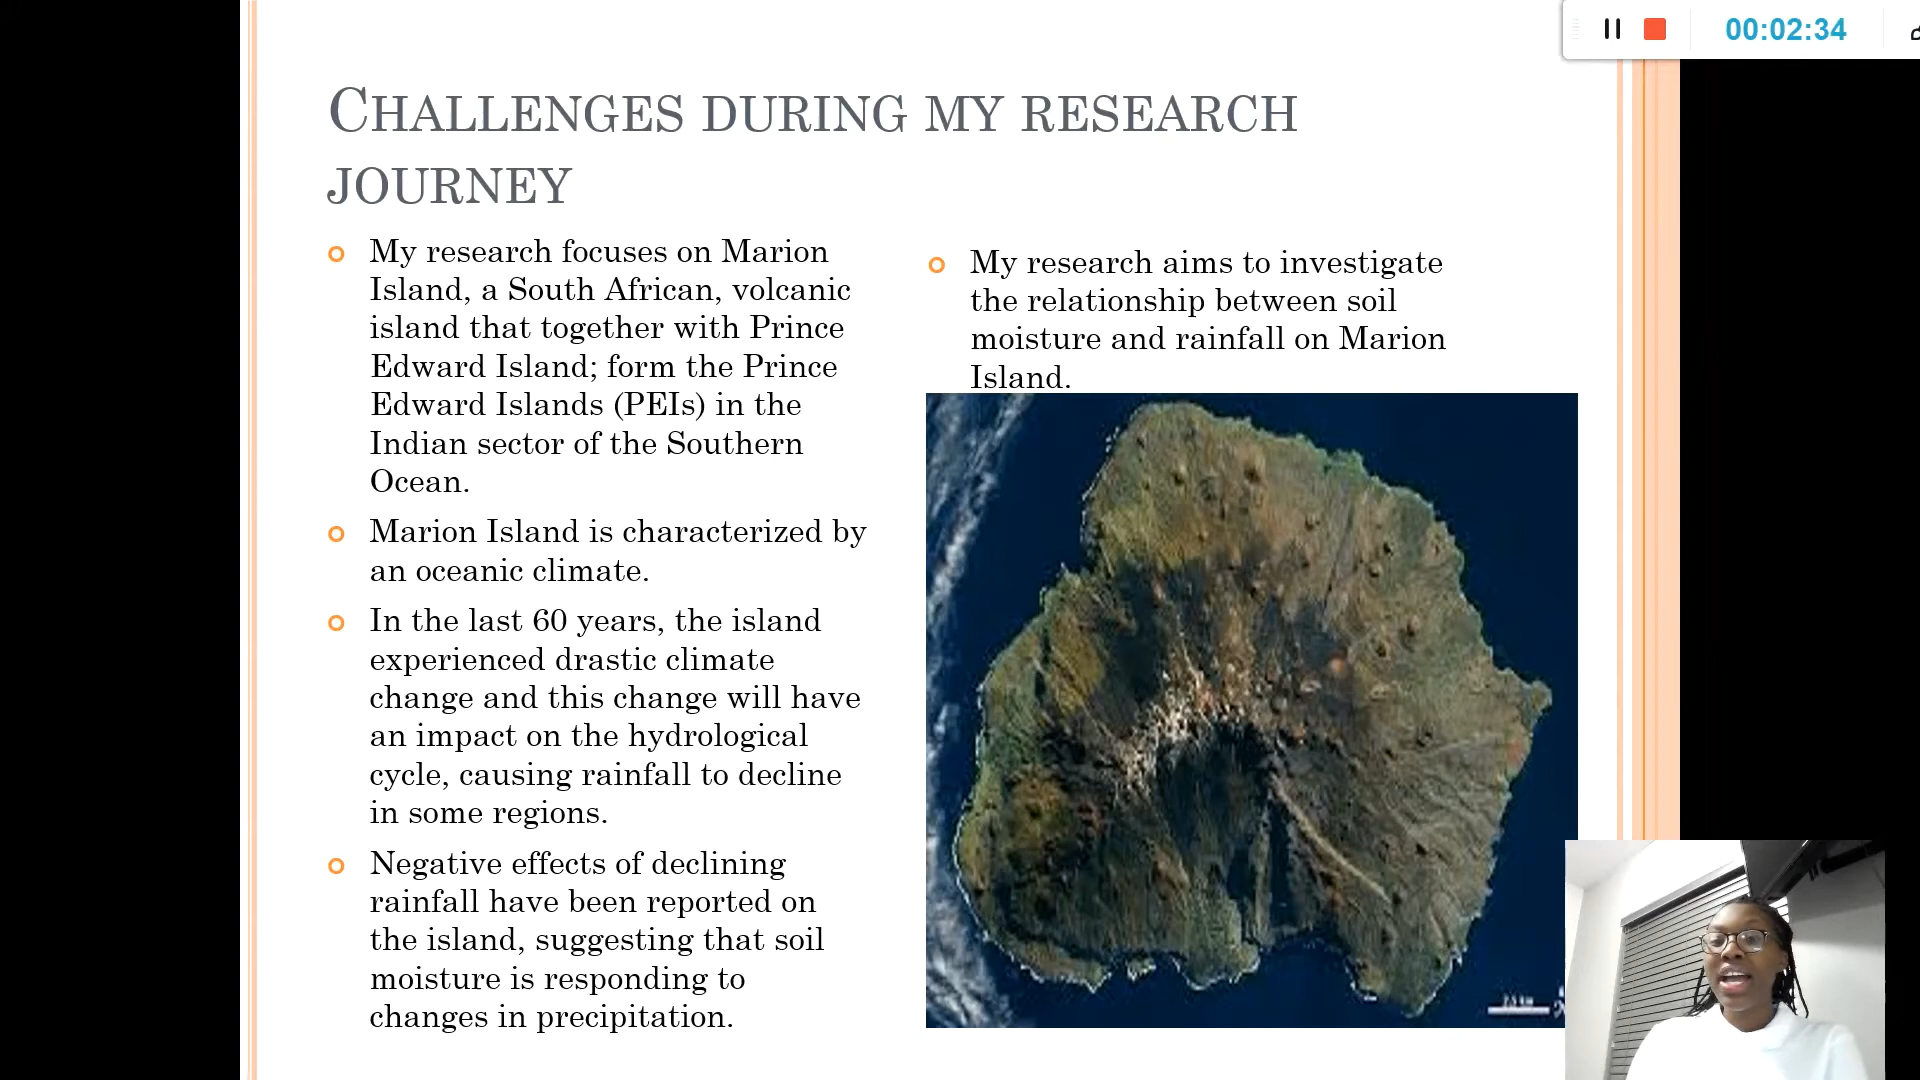 00:02:34
CHALLENGES DURING MY RESEARCH
JOURNEY
My research focuses on Marion
Island, a South African, volcanic
island that together with Prince
Edward Island; form the Prince
Edward Islands (PEIs) in the
Indian sector of the Southern
Ocean.
Marion Island is characterized by
an oceanic climate.
In the last 60 years, the island
experienced drastic climate
change and this change will have
an impact on the hydrological
cycle, causing rainfall to decline
in some regions.
Negative effects of declining
rainfall have been reported on
the island, suggesting that soil
moisture is responding to
changes in precipitation.
My research aims to investigate
the relationship between soil
moisture and rainfall on Marion
Island.